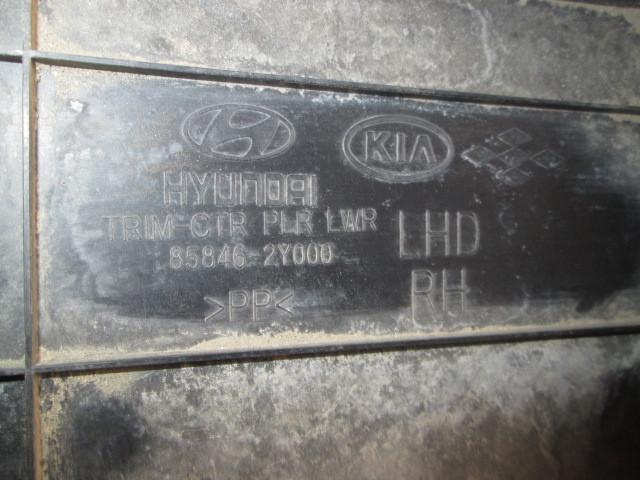 KIA
HYUNDAI
TRIM-CTR PLR LWR
85846-2Y000
LHD
>PP<
RH